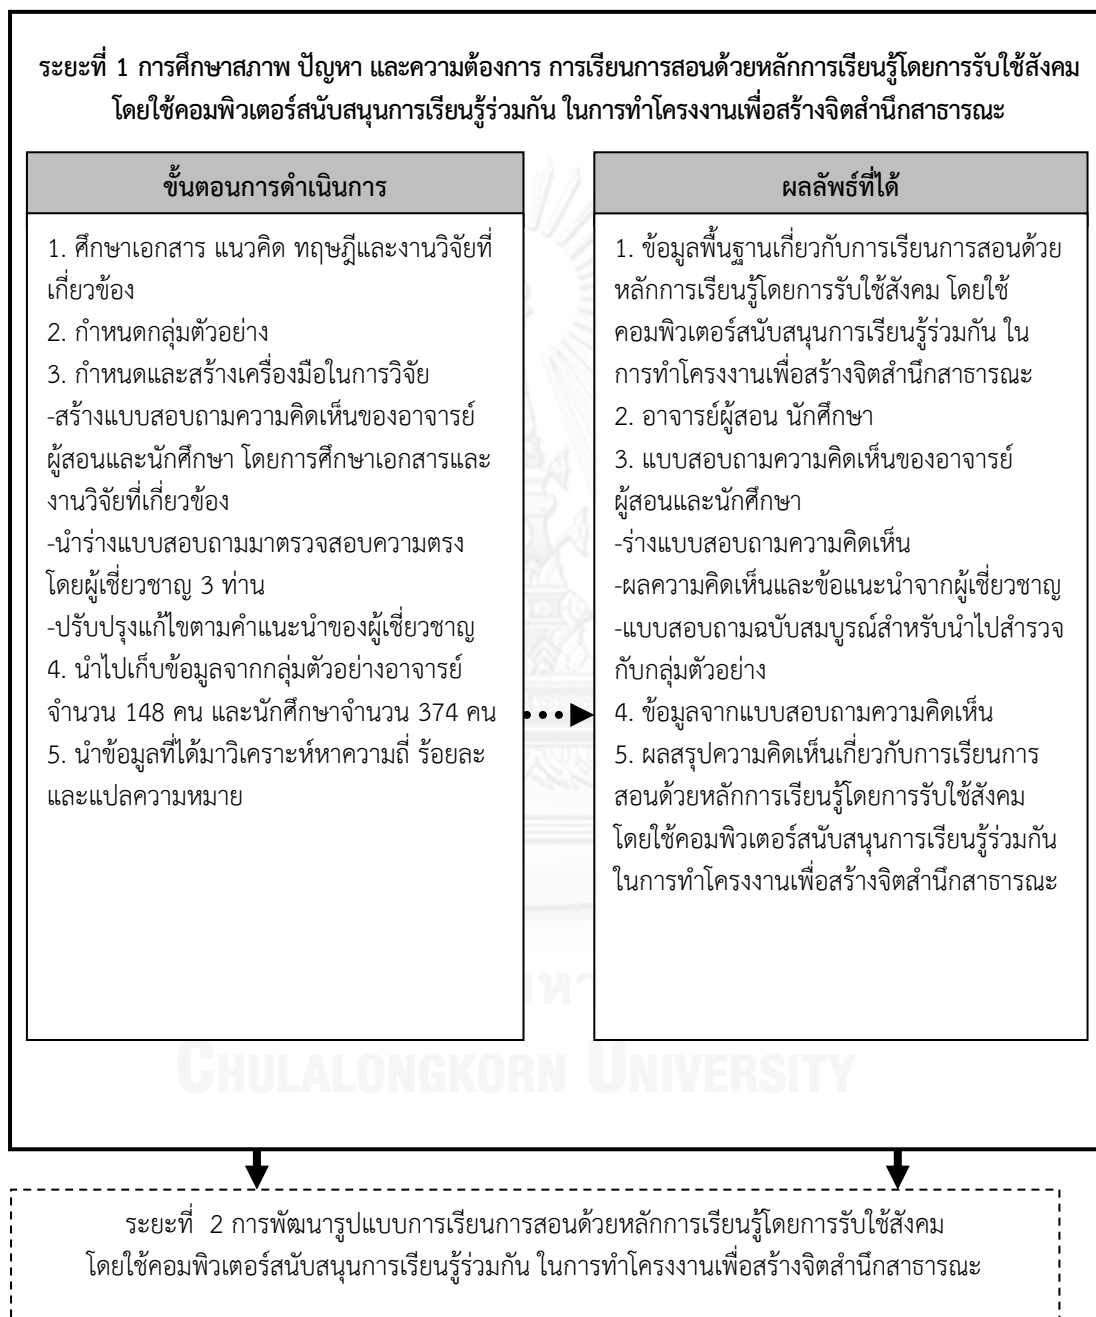 ระยะที่ 1 การศึกษาสภาพ ปัญหา และความต้องการ การเรียนการสอนด้วยหลักการเรียนรู้โดยการรับใช้สังคม
โดยใช้คอมพิวเตอร์สนับสนุนการเรียนรู้ร่วมกัน ในการทำโครงงานเพื่อสร้างจิตสำนึกสาธารณะ
ขั้นตอนการดำเนินการ
1. ศึกษาเอกสาร แนวคิด ทฤษฎีและงานวิจัยที่
เกี่ยวข้อง
2. กำหนดกลุ่มตัวอย่าง
3. กำหนดและสร้างเครื่องมือในการวิจัย
-สร้างแบบสอบถามความคิดเห็นของอาจารย์
ผู้สอนและนักศึกษา โดยการศึกษาเอกสารและ
งานวิจัยที่เกี่ยวข้อง
-นำร่างแบบสอบถามมาตรวจสอบความตรง
โดยผู้เชี่ยวชาญ 3 ท่าน
-ปรับปรุงแก้ไขตามคำแนะนำของผู้เชี่ยวชาญ
4. นำไปเก็บข้อมูลจากกลุ่มตัวอย่างอาจารย์
จำนวน 148 คน และนักศึกษาจำนวน 374 คน
5. นำข้อมูลที่ได้มาวิเคราะห์หาความถี่ ร้อยละ
และแปลความหมาย
ผลลัพธ์ที่ได้
1. ข้อมูลพื้นฐานเกี่ยวกับการเรียนการสอนด้วย
หลักการเรียนรู้โดยการรับใช้สังคม โดยใช้
คอมพิวเตอร์สนับสนุนการเรียนรู้ร่วมกัน ใน
การทำโครงงานเพื่อสร้างจิตสำนึกสาธารณะ
2. อาจารย์ผู้สอน นักศึกษา
3. แบบสอบถามความคิดเห็นของอาจารย์
ผู้สอนและนักศึกษา
-ร่างแบบสอบถามความคิดเห็น
-ผลความคิดเห็นและข้อแนะนำจากผู้เชี่ยวชาญ
-แบบสอบถามฉบับสมบูรณ์สำหรับนำไปสำรวจ
กับกลุ่มตัวอย่าง
4. ข้อมูลจากแบบสอบถามความคิดเห็น
5. ผลสรุปความคิดเห็นเกี่ยวกับการเรียนการ
สอนด้วยหลักการเรียนรู้โดยการรับใช้สังคม
โดยใช้คอมพิวเตอร์สนับสนุนการเรียนรู้ร่วมกัน
ในการทำโครงงานเพื่อสร้างจิตสำนึกสาธารณะ
CHULALONGKORN UNIVERSITY
ระยะที่ 2 การพัฒนารูปแบบการเรียนการสอนด้วยหลักการเรียนรู้โดยการรับใช้สังคม
โดยใช้คอมพิวเตอร์สนับสนุนการเรียนรู้ร่วมกัน ในการทำโครงงานเพื่อสร้างจิตสำนึกสาธารณะ